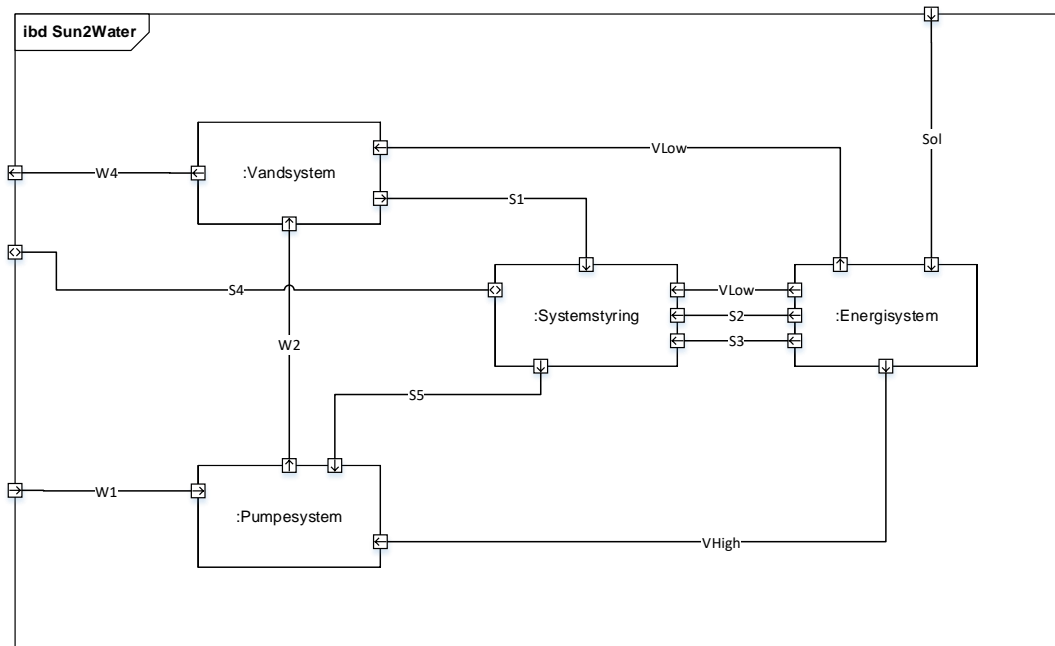 ibd Sun2Water
Sol
VLow
W4
:Vandsystem
S1
S4
VLow
:Systemstyring
S2
:Energisystem
S3
W2
S5
W1
:Pumpesystem
VHigh